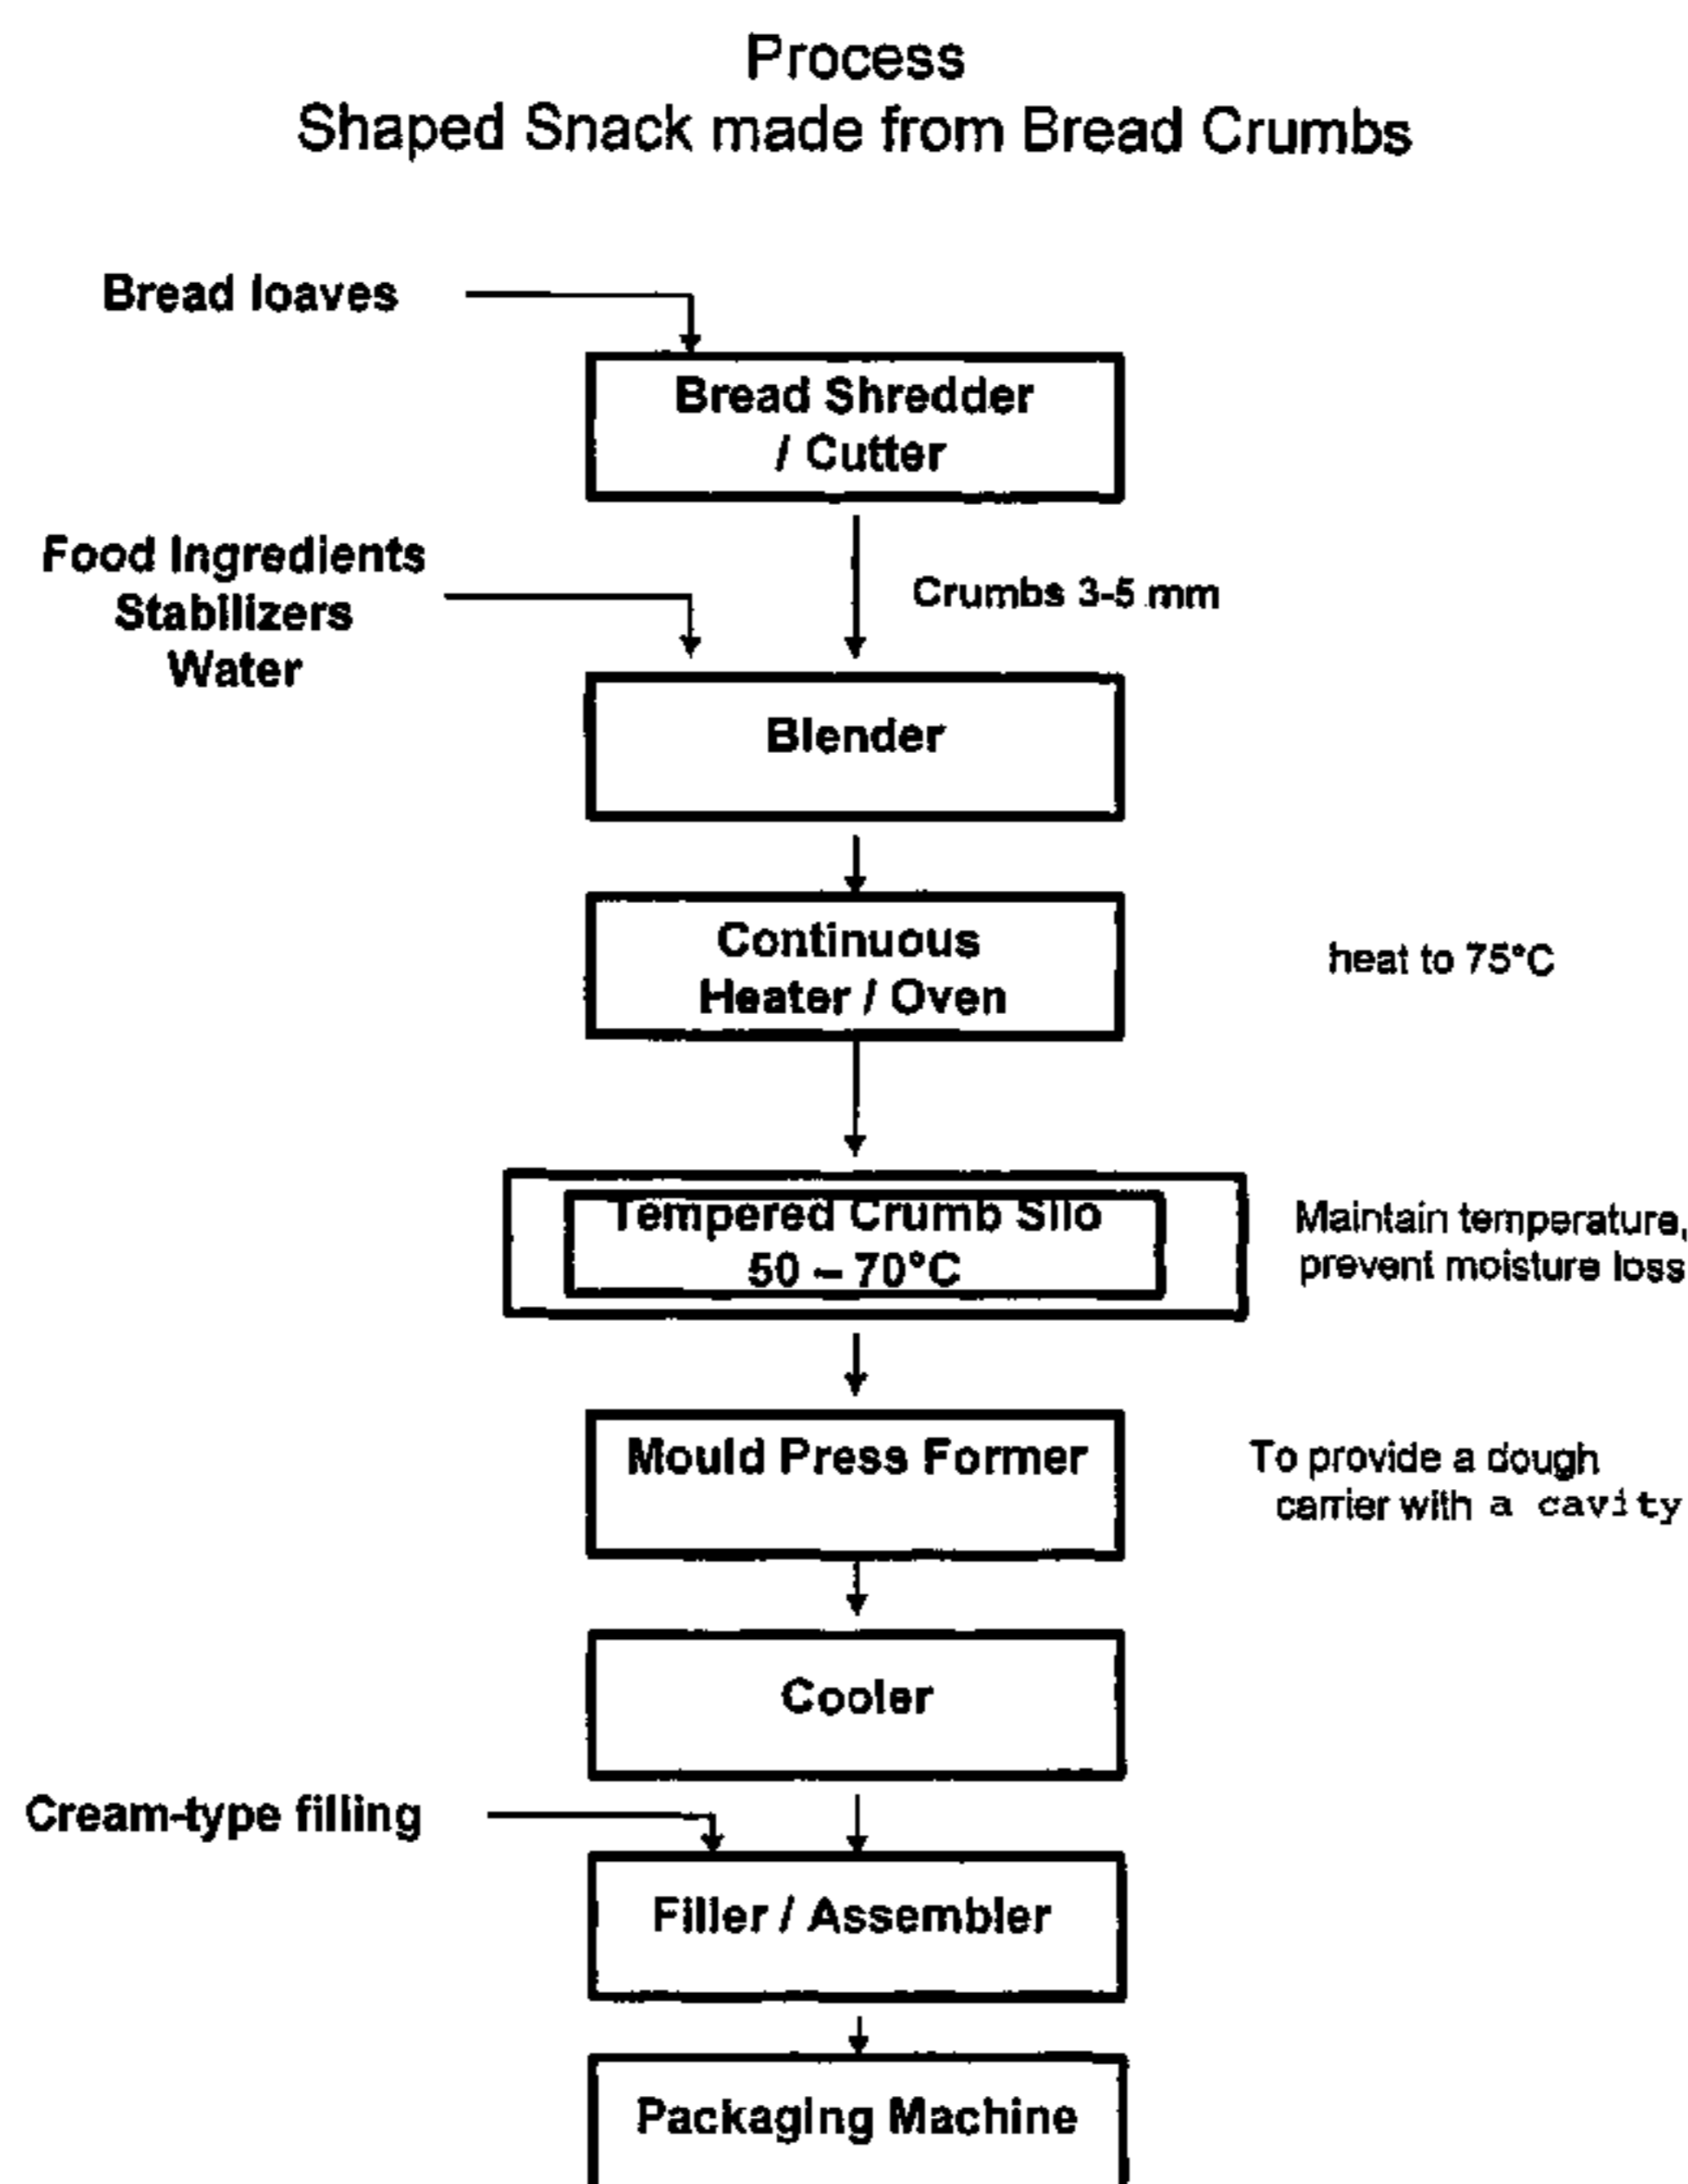 Process
Shaped Snack made from Bread Crumbs
Bread loaves
Bread Shredder
/ Cutter
Food Ingredients
Stabilizers
Water
Crumbs 3-5 mm
Blender
Continuous
Heater / Oven
heat to 75°C
Tempered Crumb Silo
50 – 70°C
Maintain temperature,
prevent moisture loss
Mould Press Former
To provide a dough
carrier with a cavity
Cooler
Cream-type filling
Filler / Assembler
Packaging Machine